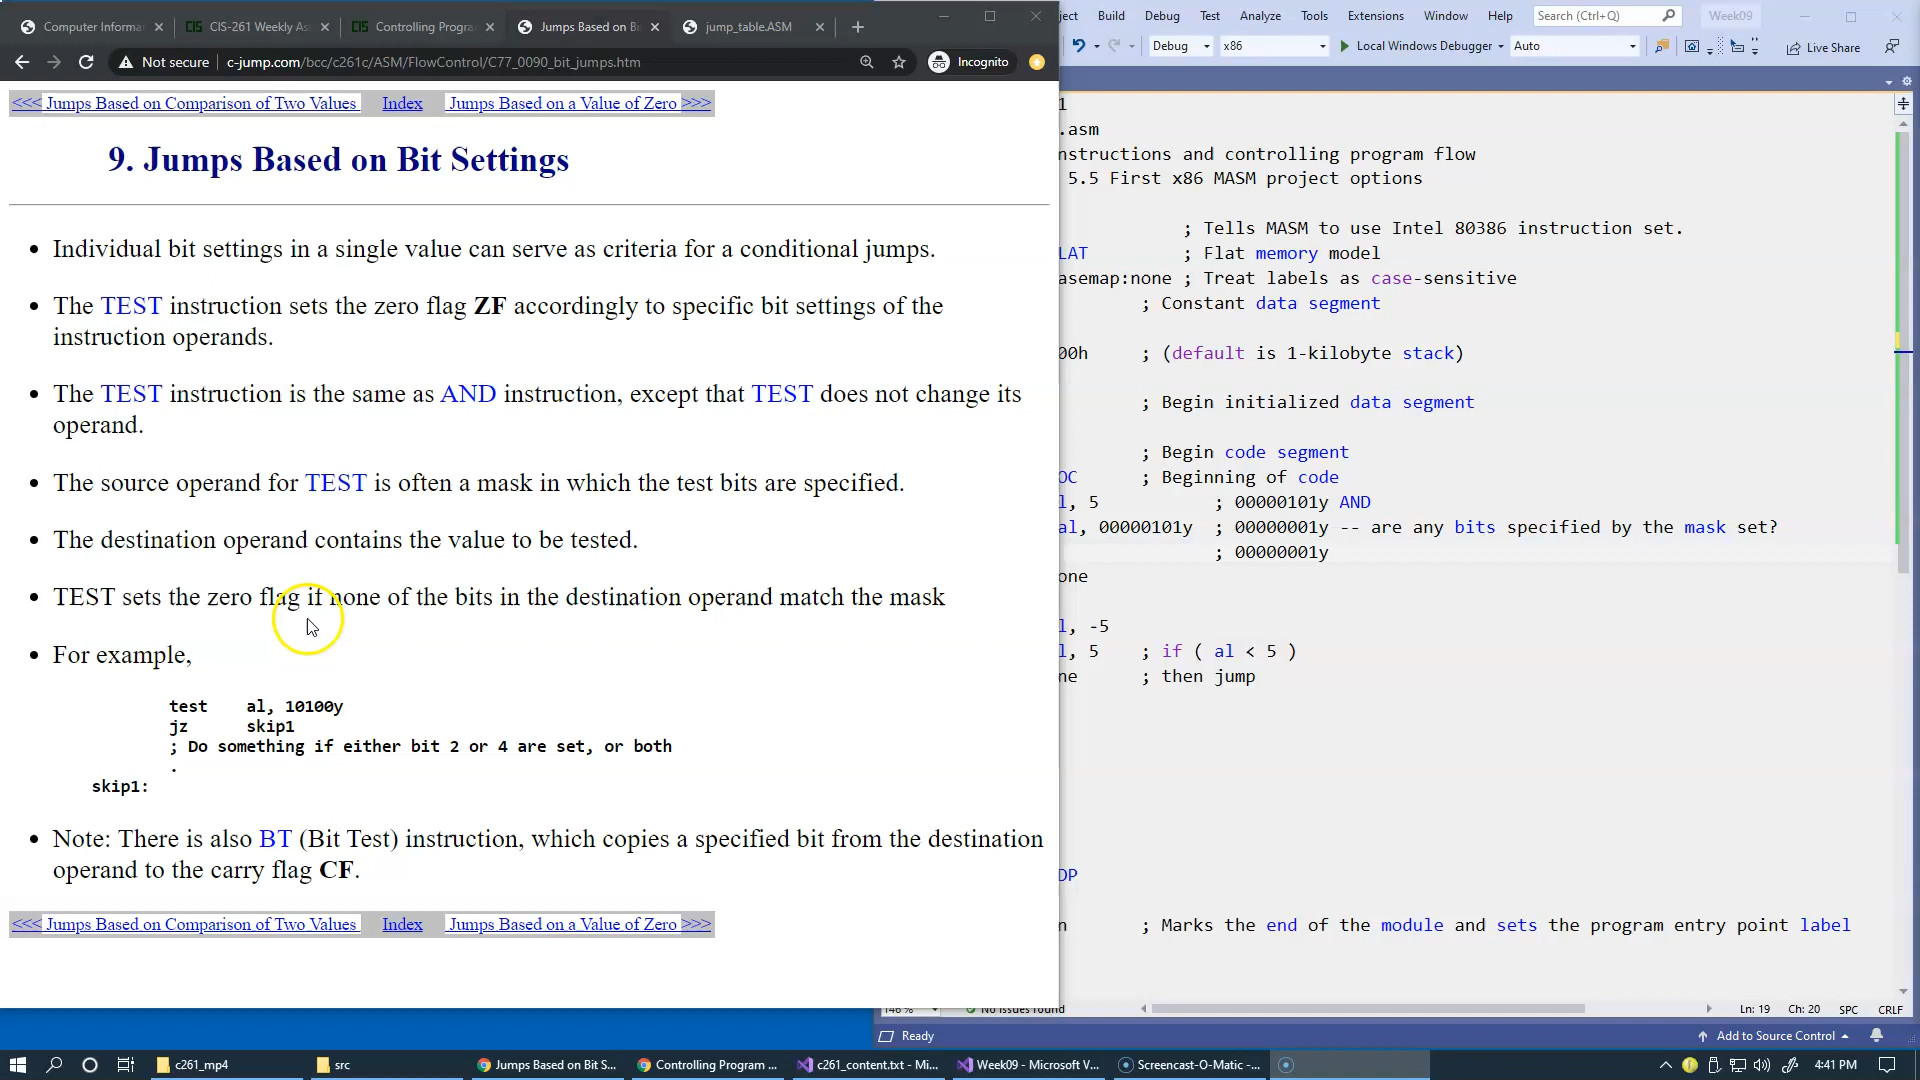 Computer Informa
CIS-261 Weekly As
Controlling Progra
Jumps Based on Bi
jump_table.ASM
Not secure
c-jump.com/bcc/c261c/ASM/FlowControl/C77_0090_bit_jumps.htm
Incognito
<<< Jumps Based on Comparison of Two Values Index Jumps Based on a Value of Zero >>>
9. Jumps Based on Bit Settings
Individual bit settings in a single value can serve as criteria for a conditional jumps.
The TEST instruction sets the zero flag ZF accordingly to specific bit settings of the
instruction operands.
The TEST instruction is the same as AND instruction, except that TEST does not change its
operand.
The source operand for TEST is often a mask in which the test bits are specified.
The destination operand contains the value to be tested.
TEST sets the zero flag if none of the bits in the destination operand match the mask
For example,
test al, 10100y
jz skip1
; Do something if either bit 2 or 4 are set, or both
.
skip1:
Note: There is also BT (Bit Test) instruction, which copies a specified bit from the destination
operand to the carry flag CF.
<<< Jumps Based on Comparison of Two Values Index Jumps Based on a Value of Zero >>>
ject Build Debug Test Analyze Tools Extensions Window Help Search (Ctrl+Q) Week09
Debug x86 Local Windows Debugger Auto Live Share
1
.asm
nstructions and controlling program flow
5.5 First x86 MASM project options
; Tells MASM to use Intel 80386 instruction set.
LAT ; Flat memory model
asemap:none ; Treat labels as case-sensitive
; Constant data segment
00h ; (default is 1-kilobyte stack)
; Begin initialized data segment
; Begin code segment
OC ; Beginning of code
l, 5 ; 00000101y AND
al, 00000101y ; 00000001y -- are any bits specified by the mask set?
; 00000001y
one
l, -5
l, 5 ; if ( al < 5 )
ne ; then jump
OP
n ; Marks the end of the module and sets the program entry point label
146 % No issues found Ln: 19 Ch: 20 SPC CRLF
Ready Add to Source Control
c261_mp4 src Jumps Based on Bit S... Controlling Program ... c261_content.txt - Mi... Week09 - Microsoft V... Screencast-O-Matic -... 4:41 PM